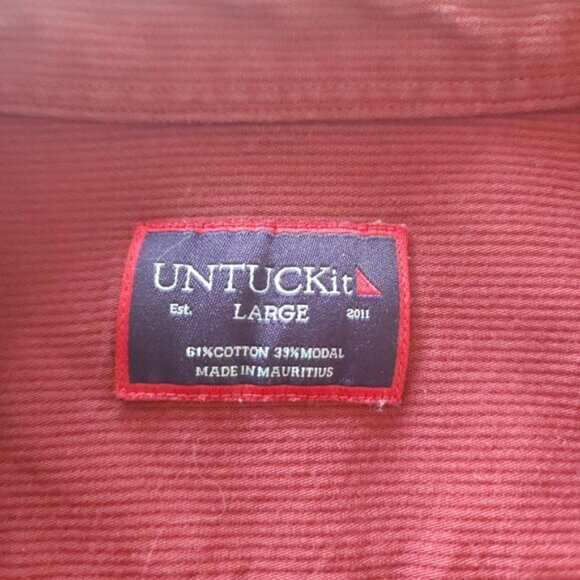 UNTUCKit
Est. LARGE 2011
61%COTTON 39%MODAL
MADE IN MAURITIUS